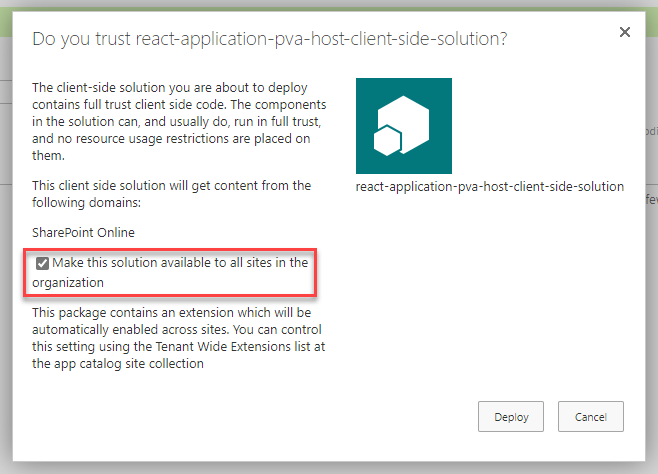 Do you trust react-application-pva-host-client-side-solution?
The client-side solution you are about to deploy
contains full trust client side code. The components
in the solution can, and usually do, run in full trust,
and no resource usage restrictions are placed on
them.
This client side solution will get content from the
following domains:
SharePoint Online
Make this solution available to all sites in the
organization
This package contains an extension which will be
automatically enabled across sites. You can control
this setting using the Tenant Wide Extensions list at
the app catalog site collection
react-application-pva-host-client-side-solution
Deploy
Cancel